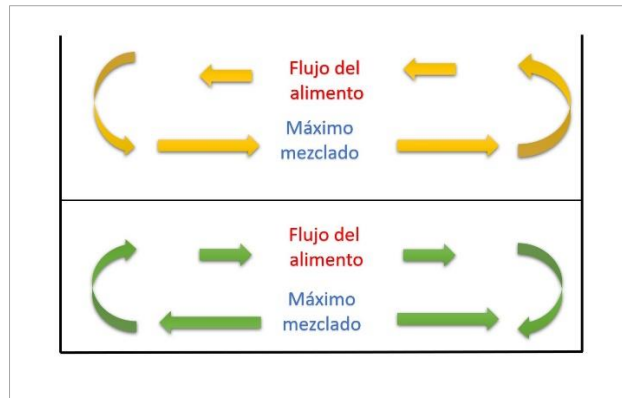 Flujo del
alimento
Máximo
mezclado
Flujo del
alimento
Máximo
mezclado